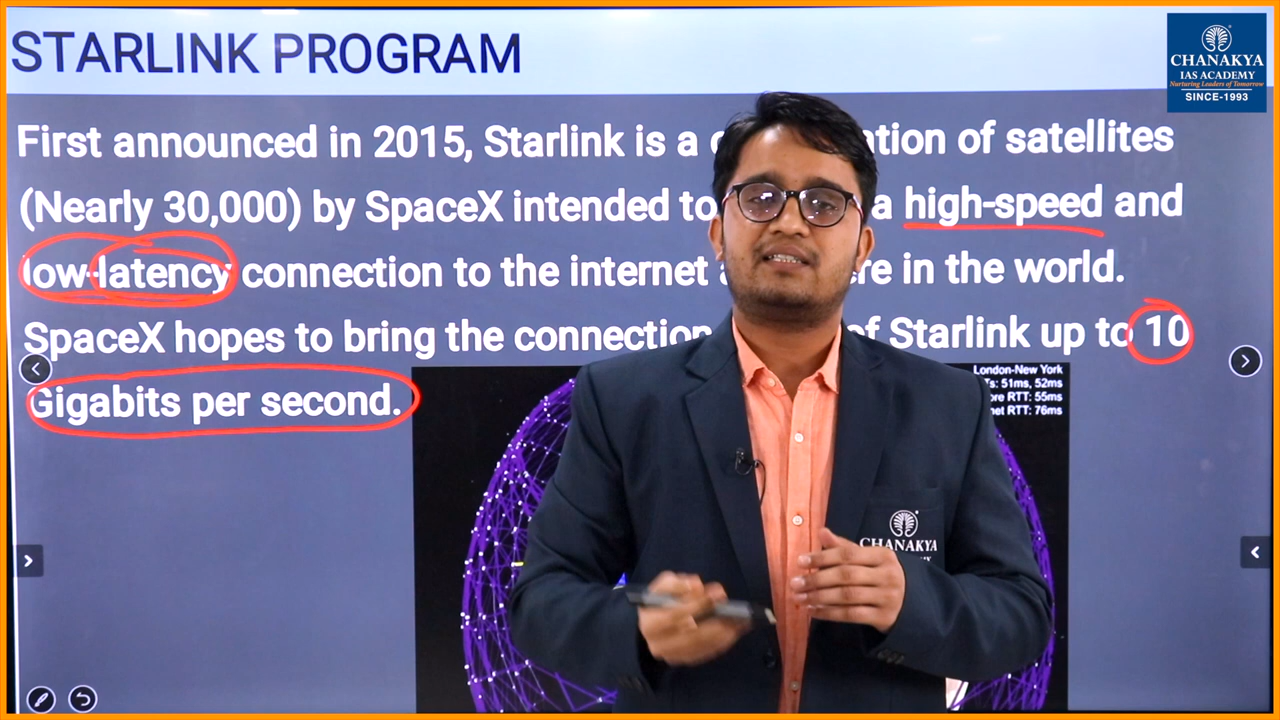 STARLINK PROGRAM
CHANAKYA
IAS ACADEMY
Nurturing Leaders of Tomorrow
SINCE-1993
First announced in 2015, Starlink is a of satellites
(Nearly 30,000) by SpaceX intended to a high-speed and
low-latency connection to the internet in the world.
SpaceX hopes to bring the connection of Starlink up to 10
Gigabits per second.
London-New York
51ms, 52ms
RTT: 55ms
RTT: 76ms
CHANAKYA